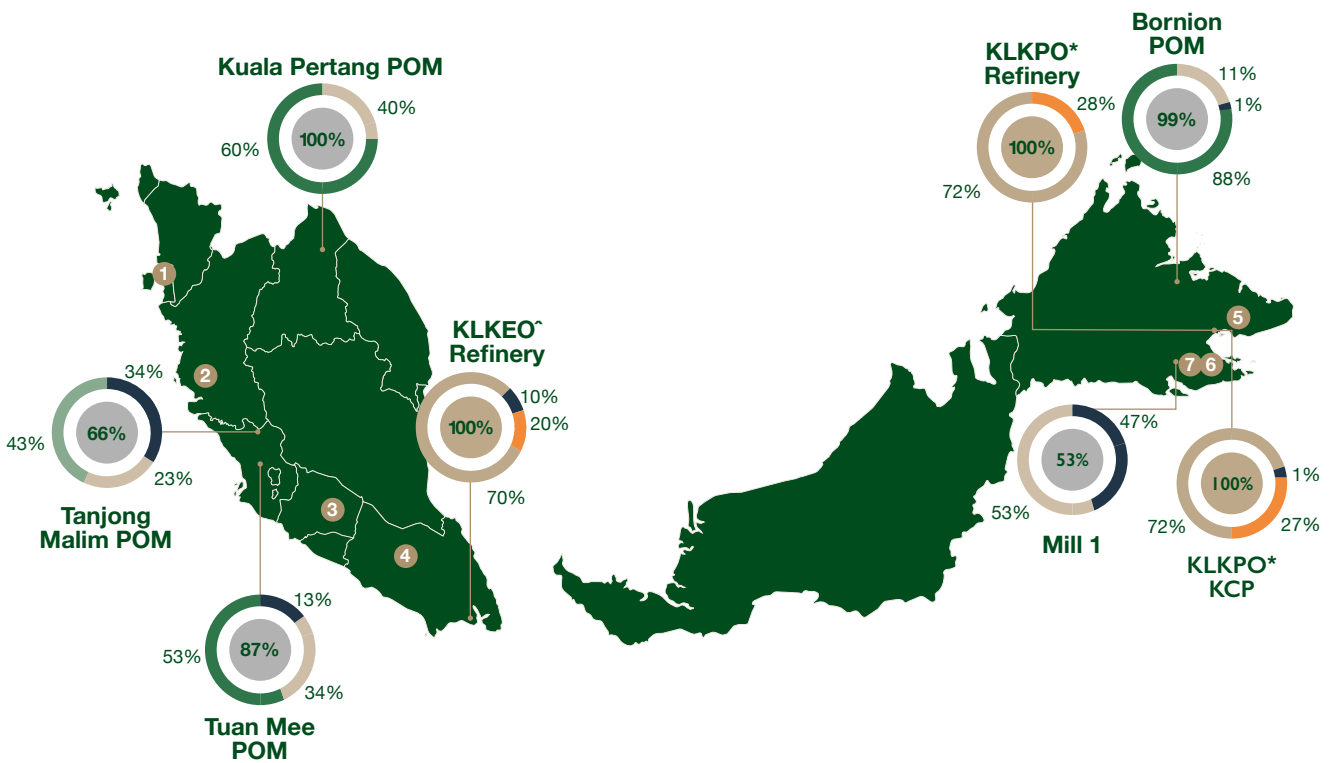 Kuala Pertang POM
40%
100%
60%
1
2
34%
66%
43%
23%
Tanjong
Malim POM
KLKEO^
Refinery
10%
100%
20%
70%
3
4
13%
87%
53%
34%
Tuan Mee
POM
KLKPO*
Refinery
28%
100%
72%
Bornion
POM
11%
1%
99%
88%
5
7
6
47%
53%
53%
Mill 1
1%
100%
72%
27%
KLKPO*
KCP